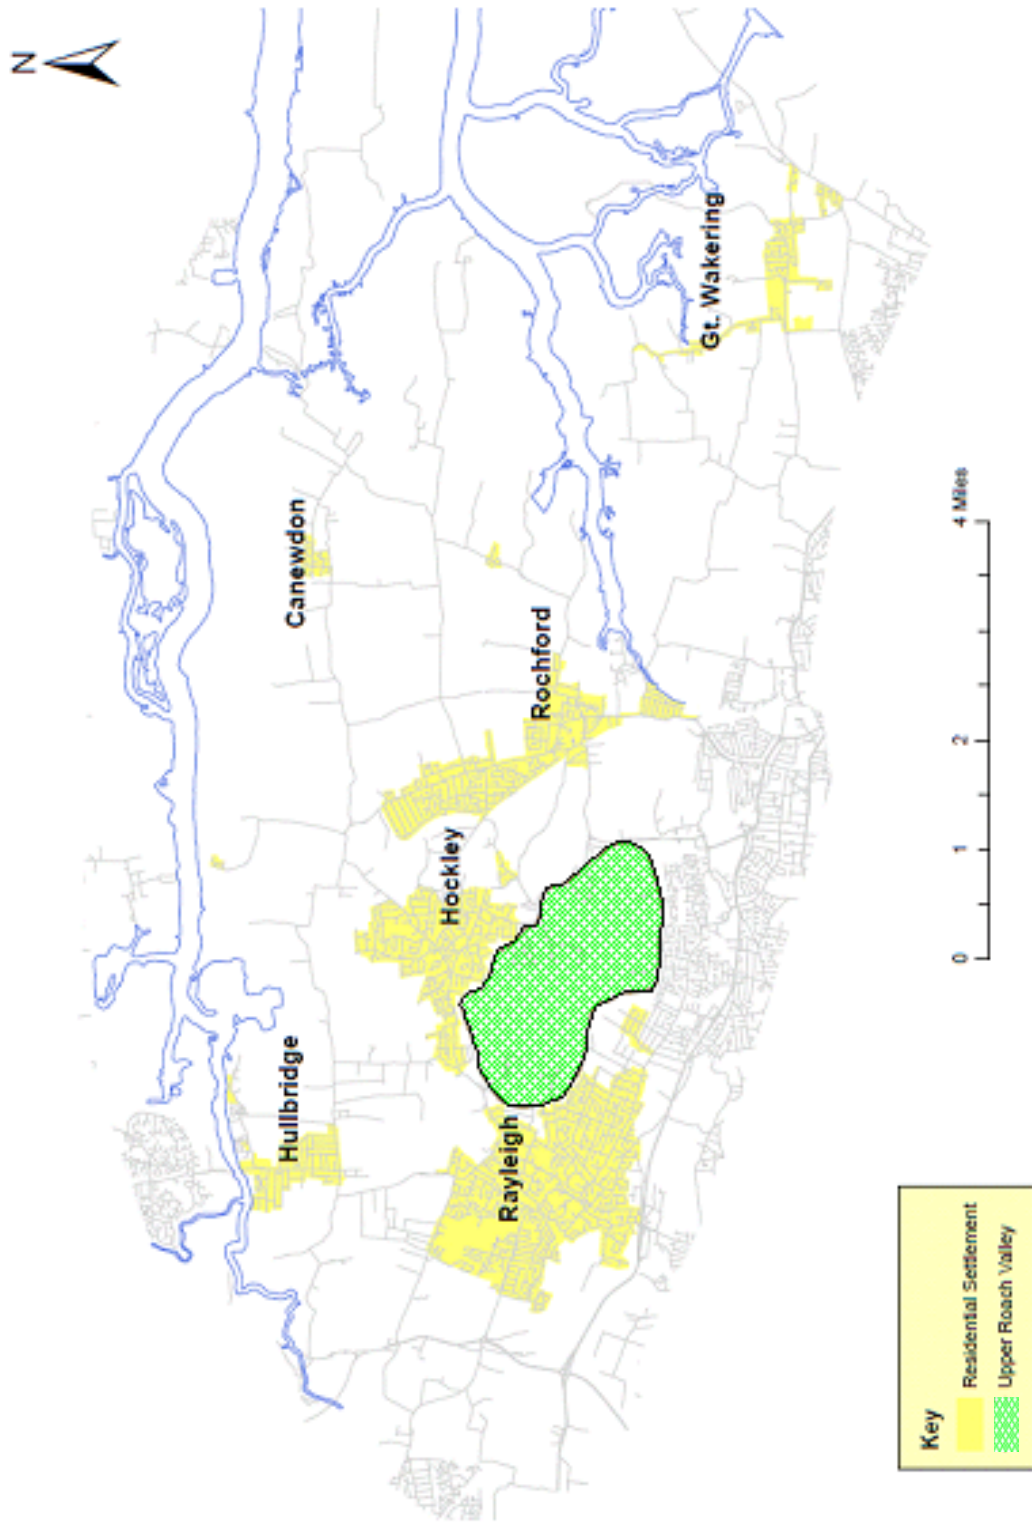 N
Hullbridge
Canewdon
Hockley
Rayleigh
Rochford
Gt. Wakering
0 1 2 4 Miles
Key
Residential Settlement
Upper Roach Valley